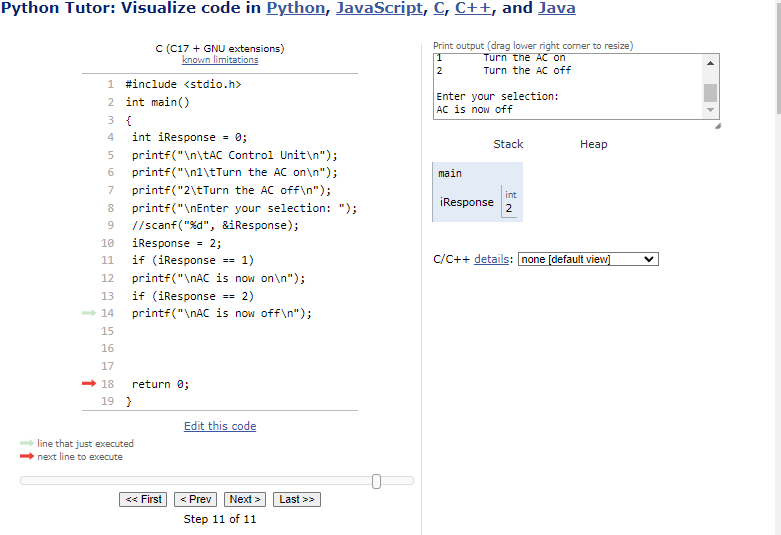 Python Tutor: Visualize code in Python, JavaScript, C, C++, and Java
C (C17 + GNU extensions)
known limitations
1 #include <stdio.h>
2 int main()
3 {
4 int iResponse = 0;
5 printf("\n\tAC Control Unit\n");
6 printf("\n1\tTurn the AC on\n");
7 printf("2\tTurn the AC off\n");
8 printf("\nEnter your selection: ");
9 //scanf("%d", &iResponse);
10 iResponse = 2;
11 if (iResponse == 1)
12 printf("\nAC is now on\n");
13 if (iResponse == 2)
14 printf("\nAC is now off\n");
15
16
17
18 return 0;
19 }
Edit this code
line that just executed
next line to execute
<< First < Prev Next > Last >>
Step 11 of 11
Print output (drag lower right corner to resize)
1 Turn the AC on
2 Turn the AC off
Enter your selection:
AC is now off
Stack Heap
main
iResponse int
2
C/C++ details: none [default view]